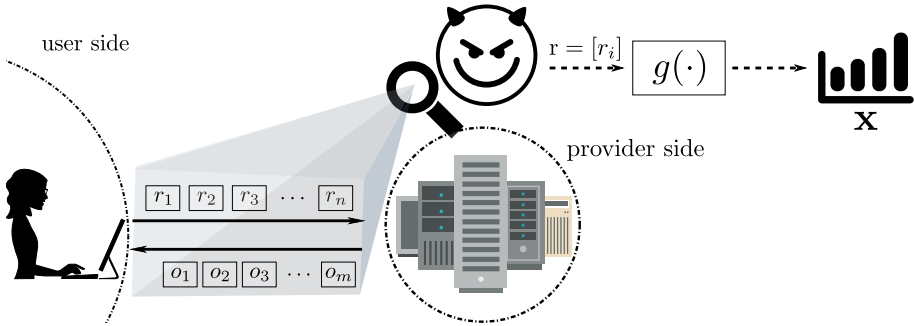 user side
r = [r_i]
g(·)
x
provider side
r_1 r_2 r_3 ··· r_n
o_1 o_2 o_3 ··· o_m